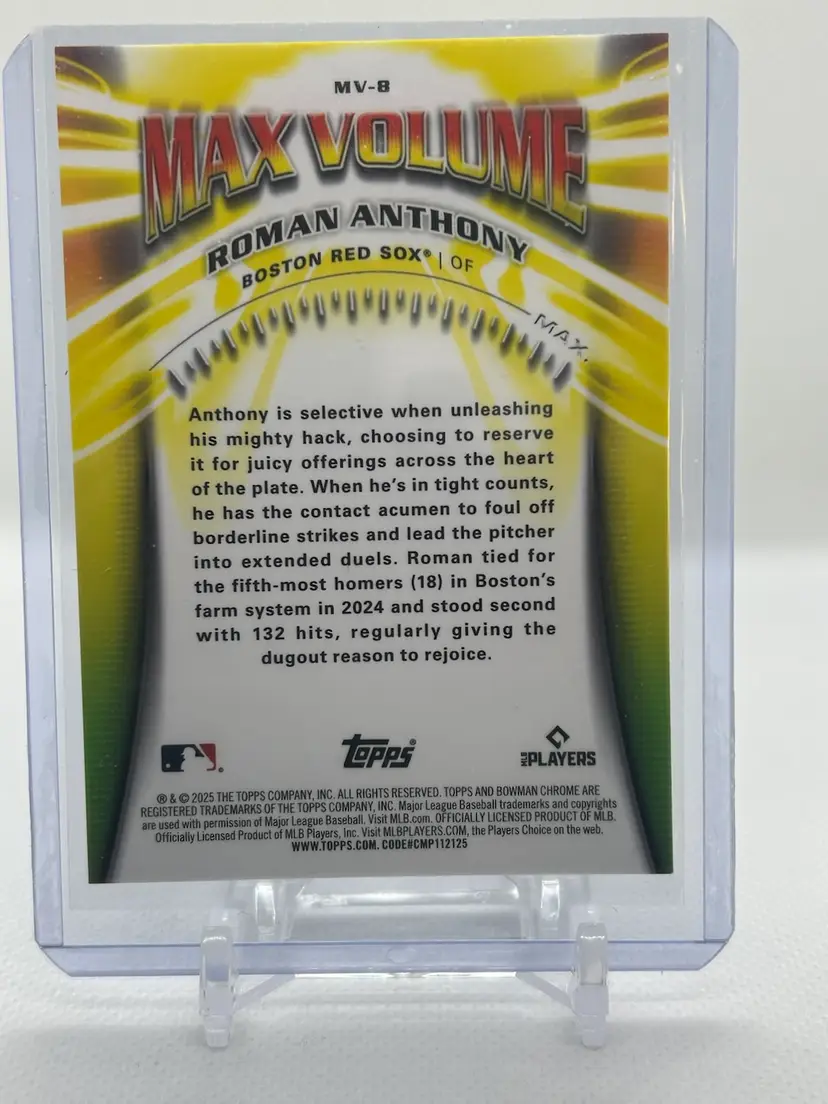 MV-8
MAX VOLUME
ROMAN ANTHONY
BOSTON RED SOX® | OF
MAX.
Anthony is selective when unleashing
his mighty hack, choosing to reserve
it for juicy offerings across the heart
of the plate. When he's in tight counts,
he has the contact acumen to foul off
borderline strikes and lead the pitcher
into extended duels. Roman tied for
the fifth-most homers (18) in Boston's
farm system in 2024 and stood second
with 132 hits, regularly giving the
dugout reason to rejoice.
Topps®
MLB PLAYERS
® & © 2025 THE TOPPS COMPANY, INC. ALL RIGHTS RESERVED. TOPPS AND BOWMAN CHROME ARE
REGISTERED TRADEMARKS OF THE TOPPS COMPANY, INC. Major League Baseball trademarks and copyrights
are used with permission of Major League Baseball. Visit MLB.com. OFFICIALLY LICENSED PRODUCT OF MLB.
Officially Licensed Product of MLB Players, Inc. Visit MLBPLAYERS.COM, the Players Choice on the web.
WWW.TOPPS.COM. CODE#CMP112125